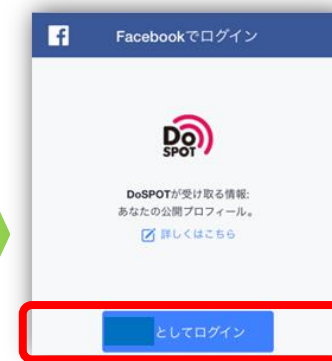 Facebookでログイン
Do
SPOT
DoSPOTが受け取る情報:
あなたの公開プロフィール。
詳しくはこちら
としてログイン